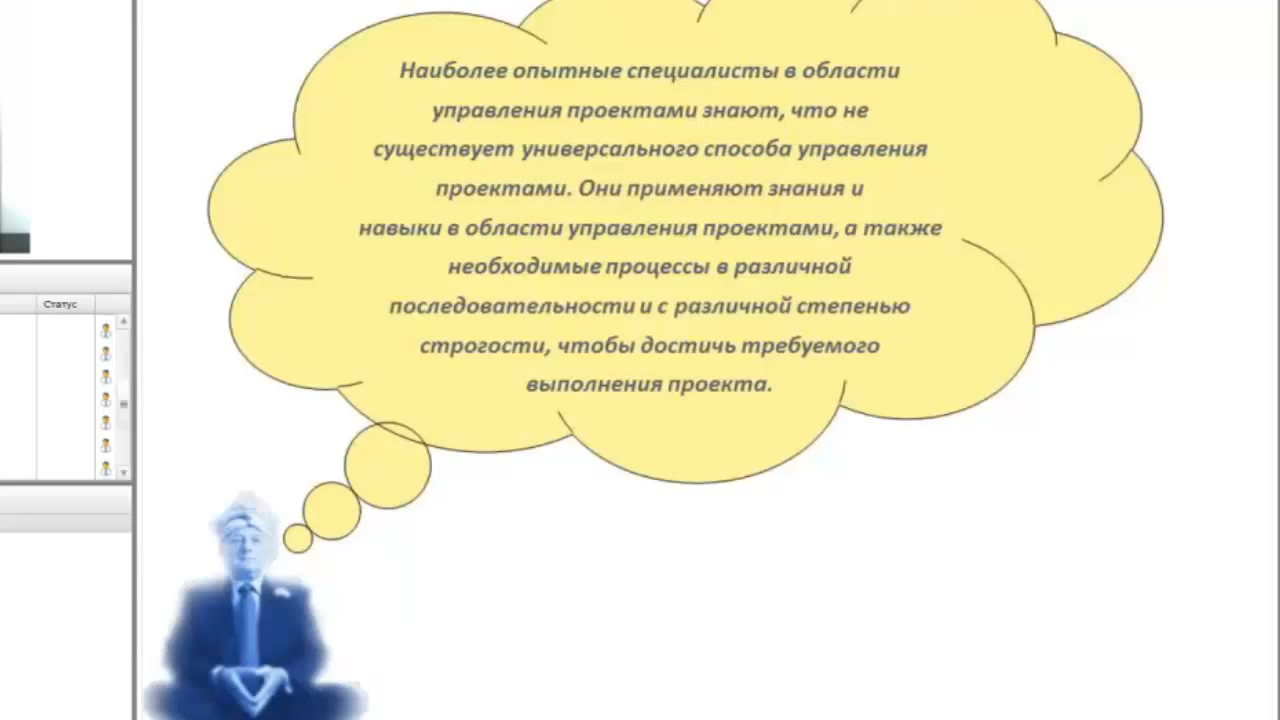 Наиболее опытные специалисты в области
управления проектами знают, что не
существует универсального способа управления
проектами. Они применяют знания и
навыки в области управления проектами, а также
необходимые процессы в различной
последовательности и с различной степенью
строгости, чтобы достичь требуемого
выполнения проекта.
Статус